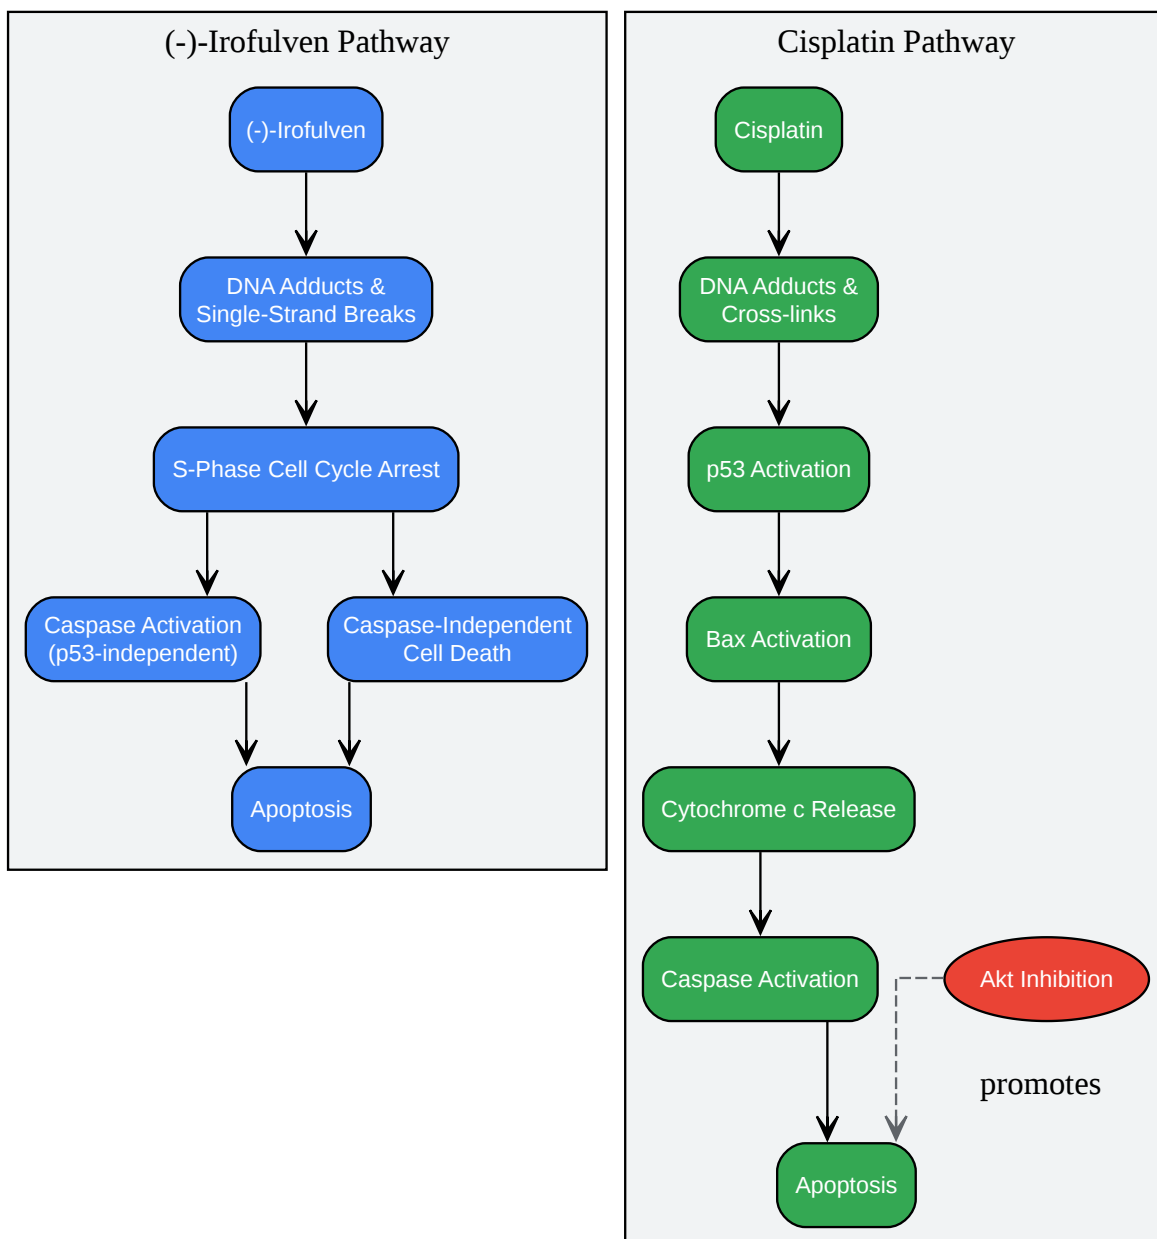 (-)-Irofulven Pathway
(-)-Irofulven
DNA Adducts &
Single-Strand Breaks
S-Phase Cell Cycle Arrest
Caspase Activation
(p53-independent)
Caspase-Independent
Cell Death
Apoptosis
Cisplatin Pathway
Cisplatin
DNA Adducts &
Cross-links
p53 Activation
Bax Activation
Cytochrome c Release
Caspase Activation
Akt Inhibition
promotes
Apoptosis